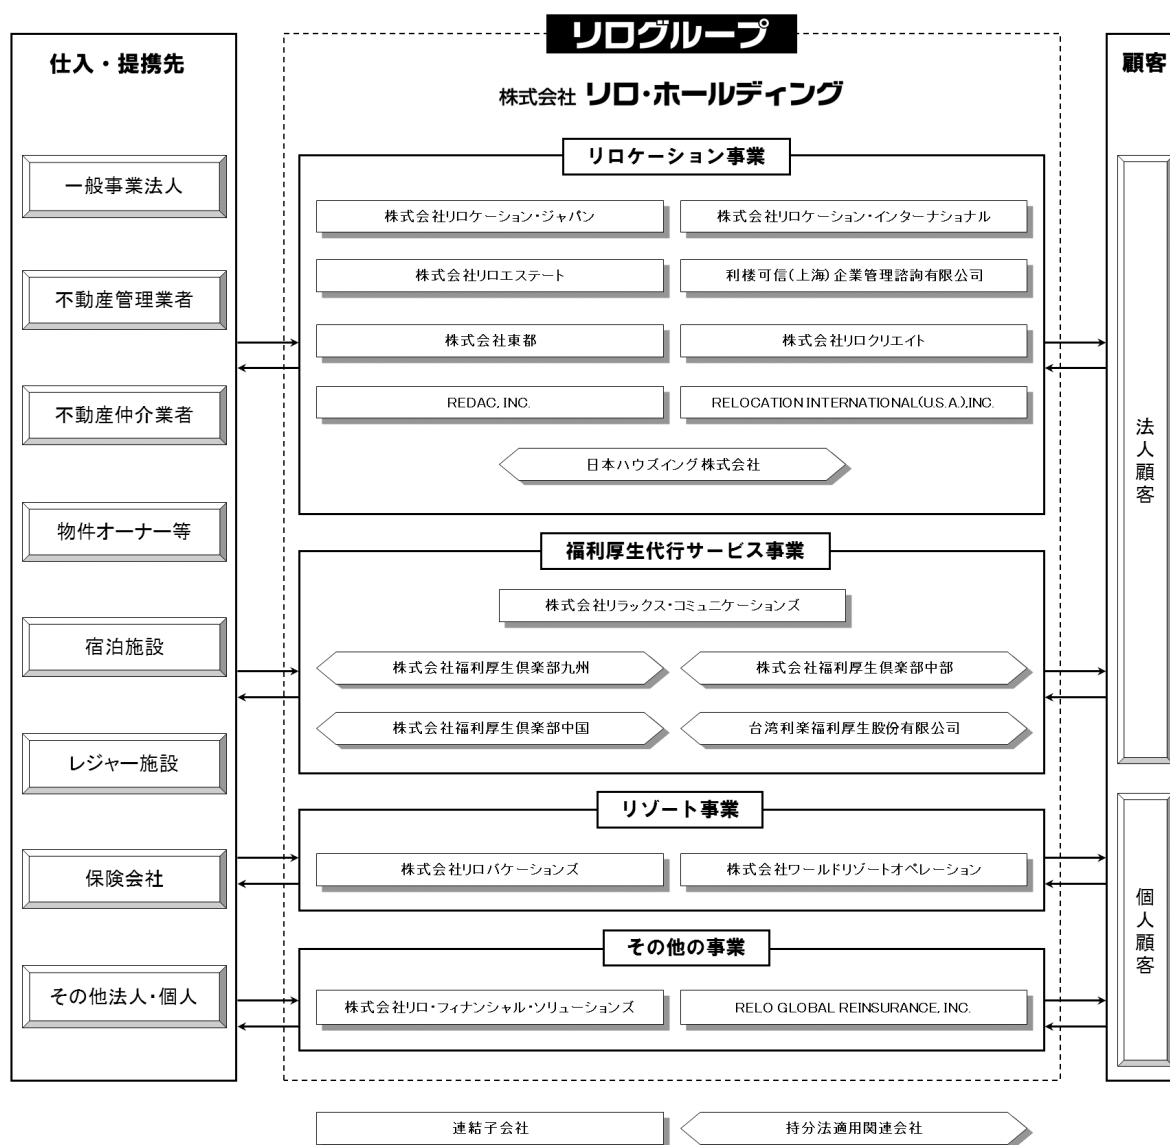 リログループ
株式会社 リロ・ホールディング
仕入・提携先
一般事業法人
不動産管理業者
不動産仲介業者
物件オーナー等
宿泊施設
レジャー施設
保険会社
その他法人・個人
リロケーション事業
株式会社リロケーション・ジャパン
株式会社リロケーション・インターナショナル
株式会社リロエステート
利楼可信(上海)企業管理諮詢有限公司
株式会社東都
株式会社リロクリエイト
REDAC, INC.
RELOCATION INTERNATIONAL(U.S.A.),INC.
日本ハウズイング株式会社
福利厚生代行サービス事業
株式会社リラックス・コミュニケーションズ
株式会社福利厚生倶楽部九州
株式会社福利厚生倶楽部中部
株式会社福利厚生倶楽部中国
台湾利楽福利厚生股份有限公司
リゾート事業
株式会社リロバケーションズ
株式会社ワールドリゾートオペレーション
その他の事業
株式会社リロ・フィナンシャル・ソリューションズ
RELO GLOBAL REINSURANCE, INC.
顧客
法人顧客
個人顧客
連結子会社
持分法適用関連会社